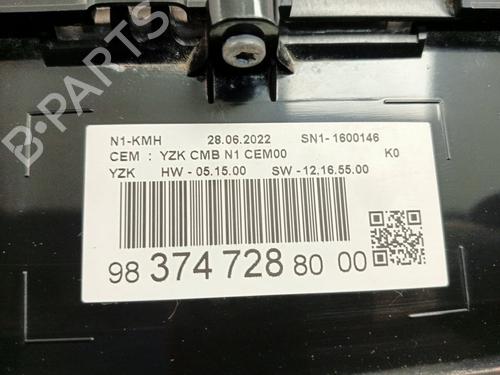 B-PARTS
N1-KMH 28.06.2022 SN1- 1600146
CEM : YZK CMB N1 CEM00 K0
YZK HW - 05.15.00 SW -12.16.55.00
98 374 728 80 00